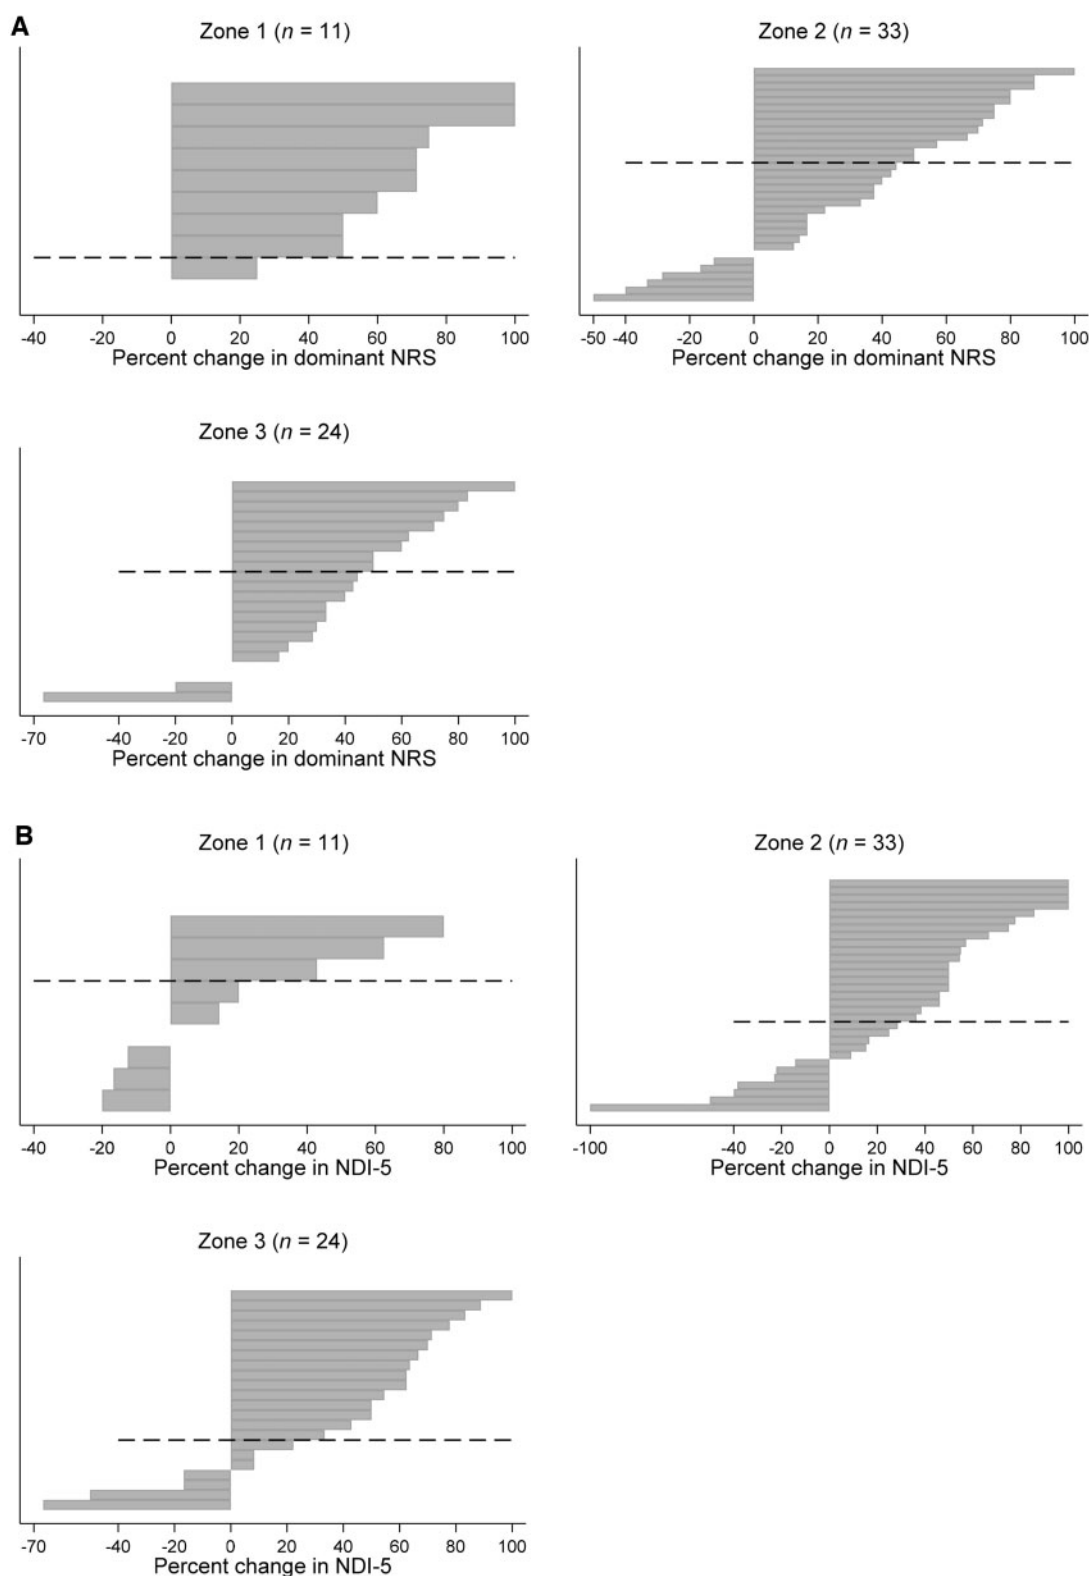 A
Zone 1 (n = 11)
-40 -20 0 20 40 60 80 100
Percent change in dominant NRS
Zone 2 (n = 33)
-50 -40 -20 0 20 40 60 80 100
Percent change in dominant NRS
Zone 3 (n = 24)
-70 -40 -20 0 20 40 60 80 100
Percent change in dominant NRS
B
Zone 1 (n = 11)
-40 -20 0 20 40 60 80 100
Percent change in NDI-5
Zone 2 (n = 33)
-100 -40 -20 0 20 40 60 80 100
Percent change in NDI-5
Zone 3 (n = 24)
-70 -40 -20 0 20 40 60 80 100
Percent change in NDI-5